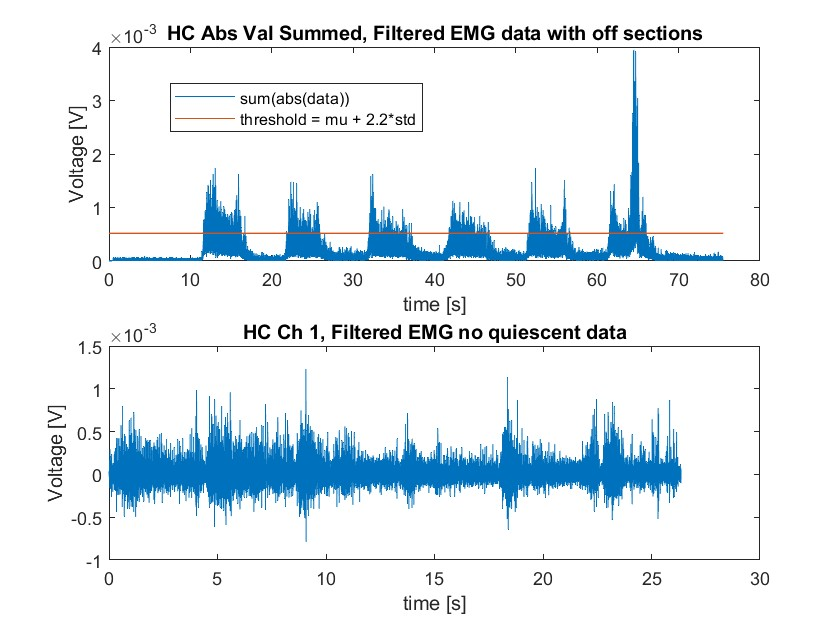 ×10⁻³ HC Abs Val Summed, Filtered EMG data with off sections
4
3
2
1
0
Voltage [V]
sum(abs(data))
threshold = mu + 2.2*std
0 10 20 30 40 50 60 70 80
time [s]
×10⁻³ HC Ch 1, Filtered EMG no quiescent data
1.5
1
0.5
0
-0.5
-1
Voltage [V]
0 5 10 15 20 25 30
time [s]